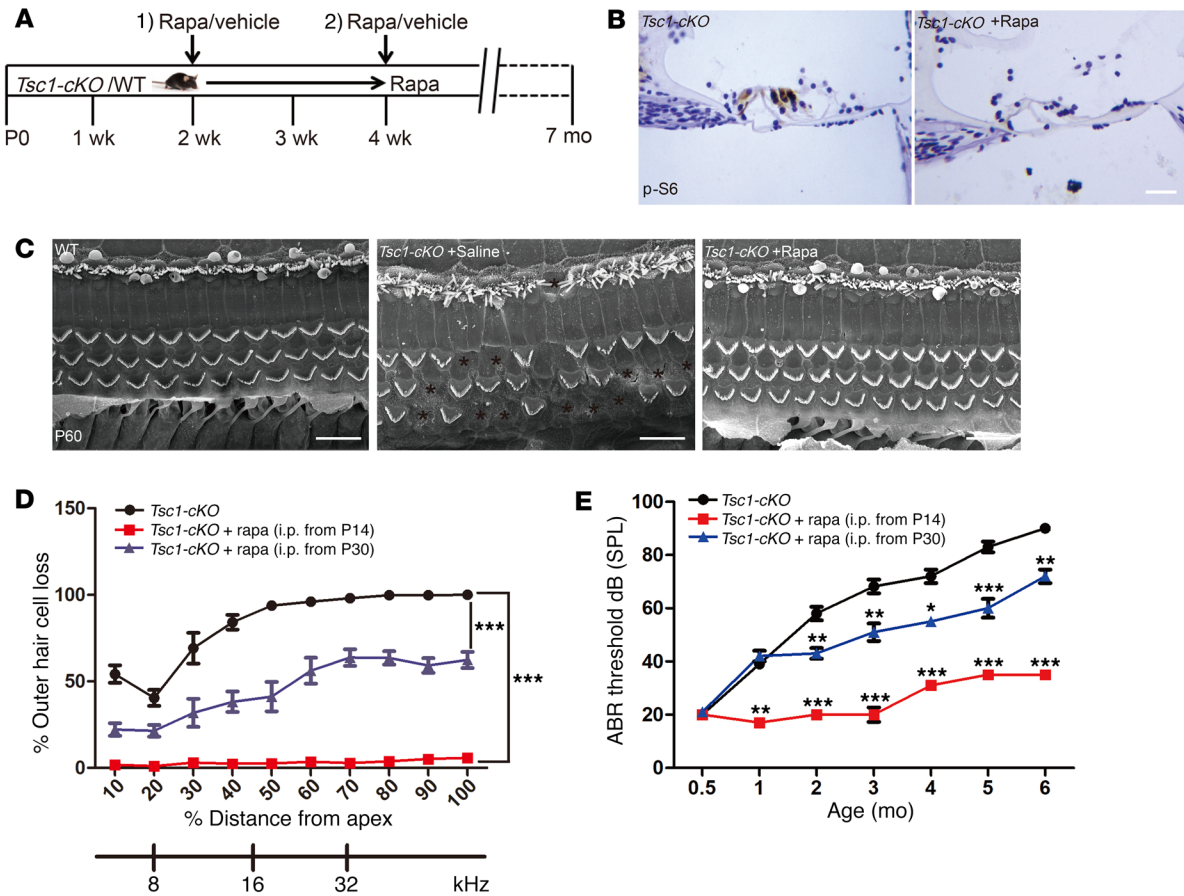 A
1) Rapa/vehicle
2) Rapa/vehicle
Tsc1-cKO /WT
Rapa
P0
1 wk
2 wk
3 wk
4 wk
7 mo
B
Tsc1-cKO
Tsc1-cKO +Rapa
p-S6
C
WT
Tsc1-cKO +Saline
Tsc1-cKO +Rapa
P60
* * * * * * * * * * * *
D
% Outer hair cell loss
150
100
50
0
Tsc1-cKO
Tsc1-cKO + rapa (i.p. from P14)
Tsc1-cKO + rapa (i.p. from P30)
***
***
10 20 30 40 50 60 70 80 90 100
% Distance from apex
8 16 32 kHz
E
ABR threshold dB (SPL)
100
80
60
40
20
0
Tsc1-cKO
Tsc1-cKO + rapa (i.p. from P14)
Tsc1-cKO + rapa (i.p. from P30)
** ** * *** **
** *** *** *** *** ***
0.5 1 2 3 4 5 6
Age (mo)